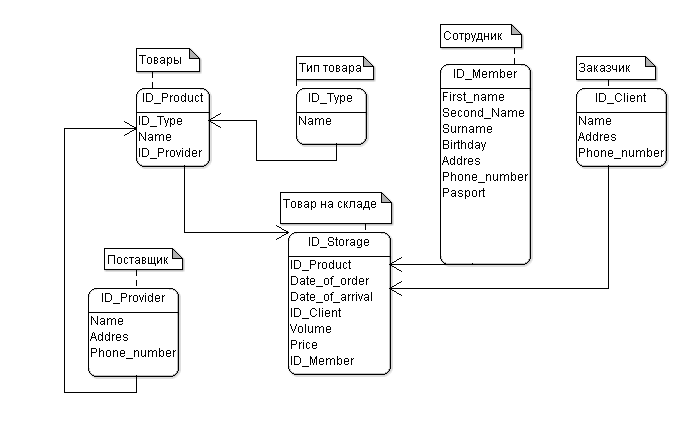 Товары
ID_Product
ID_Type
Name
ID_Provider
Тип товара
ID_Type
Name
Сотрудник
ID_Member
First_name
Second_Name
Surname
Birthday
Addres
Phone_number
Pasport
Заказчик
ID_Client
Name
Addres
Phone_number
Товар на складе
ID_Storage
ID_Product
Date_of_order
Date_of_arrival
ID_Client
Volume
Price
ID_Member
Поставщик
ID_Provider
Name
Addres
Phone_number